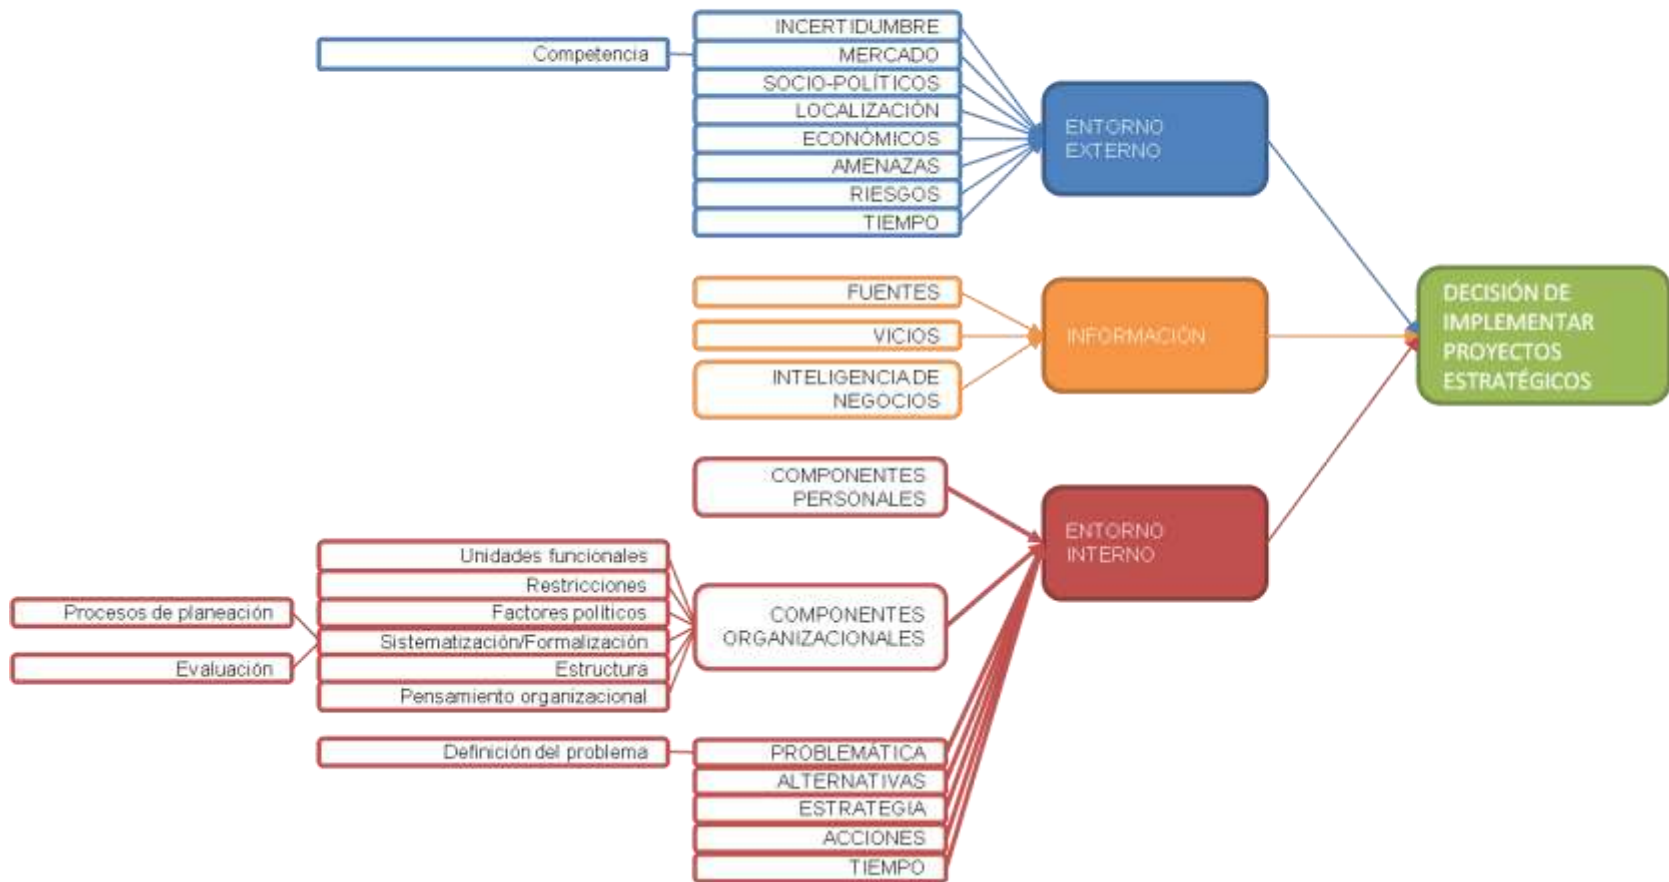 INCERTIDUMBRE
Competencia
MERCADO
SOCIO-POLÍTICOS
LOCALIZACIÓN
ECONÓMICOS
AMENAZAS
RIESGOS
TIEMPO
ENTORNO
EXTERNO
FUENTES
VICIOS
INTELIGENCIA DE
NEGOCIOS
INFORMACIÓN
DECISIÓN DE
IMPLEMENTAR
PROYECTOS
ESTRATÉGICOS
COMPONENTES
PERSONALES
ENTORNO
INTERNO
Unidades funcionales
Restricciones
Factores políticos
Sistematización/Formalización
Estructura
Pensamiento organizacional
Procesos de planeación
Evaluación
COMPONENTES
ORGANIZACIONALES
Definición del problema
PROBLEMÁTICA
ALTERNATIVAS
ESTRATEGIA
ACCIONES
TIEMPO